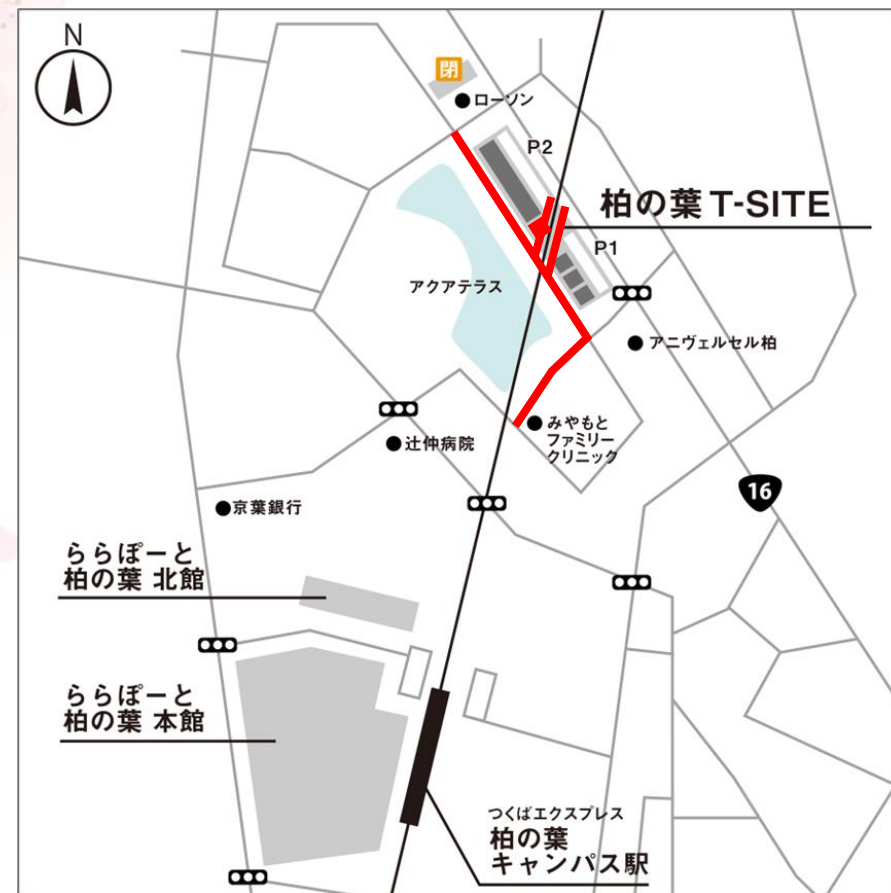 N
閉
ローソン
P2
柏の葉 T-SITE
P1
アクアテラス
アニヴェルセル柏
みやもと
ファミリー
クリニック
辻仲病院
16
京葉銀行
ららぽーと
柏の葉 北館
ららぽーと
柏の葉 本館
つくばエクスプレス
柏の葉
キャンパス駅